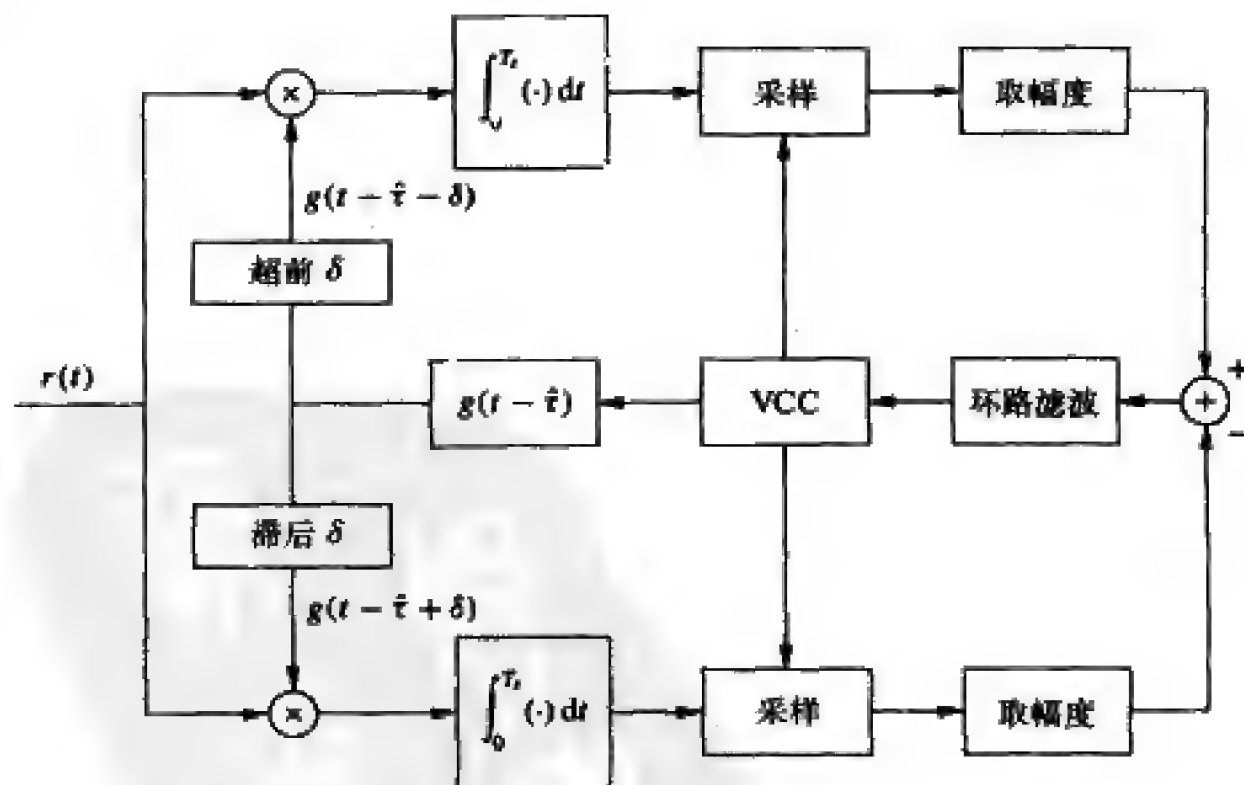 ∫₀^{T_s} (·) dt
采样
取幅度
g(t − τ̂ − δ)
超前 δ
r(t)
g(t − τ̂)
VCC
环路滤波
+
−
滞后 δ
g(t − τ̂ + δ)
∫₀^{T_s} (·) dt
采样
取幅度